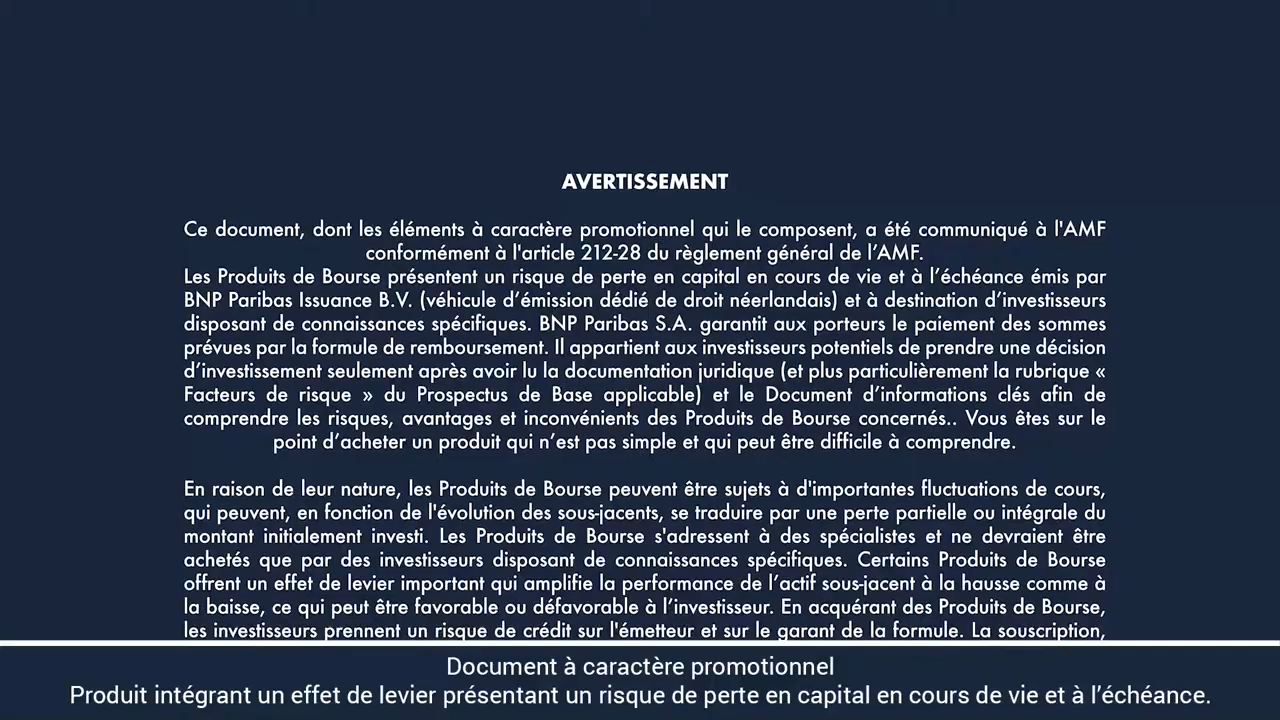 AVERTISSEMENT
Ce document, dont les éléments à caractère promotionnel qui le composent, a été communiqué à l'AMF
conformément à l'article 212-28 du règlement général de l’AMF.
Les Produits de Bourse présentent un risque de perte en capital en cours de vie et à l’échéance émis par
BNP Paribas Issuance B.V. (véhicule d’émission dédié de droit néerlandais) et à destination d’investisseurs
disposant de connaissances spécifiques. BNP Paribas S.A. garantit aux porteurs le paiement des sommes
prévues par la formule de remboursement. Il appartient aux investisseurs potentiels de prendre une décision
d’investissement seulement après avoir lu la documentation juridique (et plus particulièrement la rubrique «
Facteurs de risque » du Prospectus de Base applicable) et le Document d’informations clés afin de
comprendre les risques, avantages et inconvénients des Produits de Bourse concernés.. Vous êtes sur le
point d’acheter un produit qui n’est pas simple et qui peut être difficile à comprendre.
En raison de leur nature, les Produits de Bourse peuvent être sujets à d'importantes fluctuations de cours,
qui peuvent, en fonction de l'évolution des sous-jacents, se traduire par une perte partielle ou intégrale du
montant initialement investi. Les Produits de Bourse s'adressent à des spécialistes et ne devraient être
achetés que par des investisseurs disposant de connaissances spécifiques. Certains Produits de Bourse
offrent un effet de levier important qui amplifie la performance de l’actif sous-jacent à la hausse comme à
la baisse, ce qui peut être favorable ou défavorable à l’investisseur. En acquérant des Produits de Bourse,
les investisseurs prennent un risque de crédit sur l'émetteur et sur le garant de la formule. La souscription,
Document à caractère promotionnel
Produit intégrant un effet de levier présentant un risque de perte en capital en cours de vie et à l’échéance.